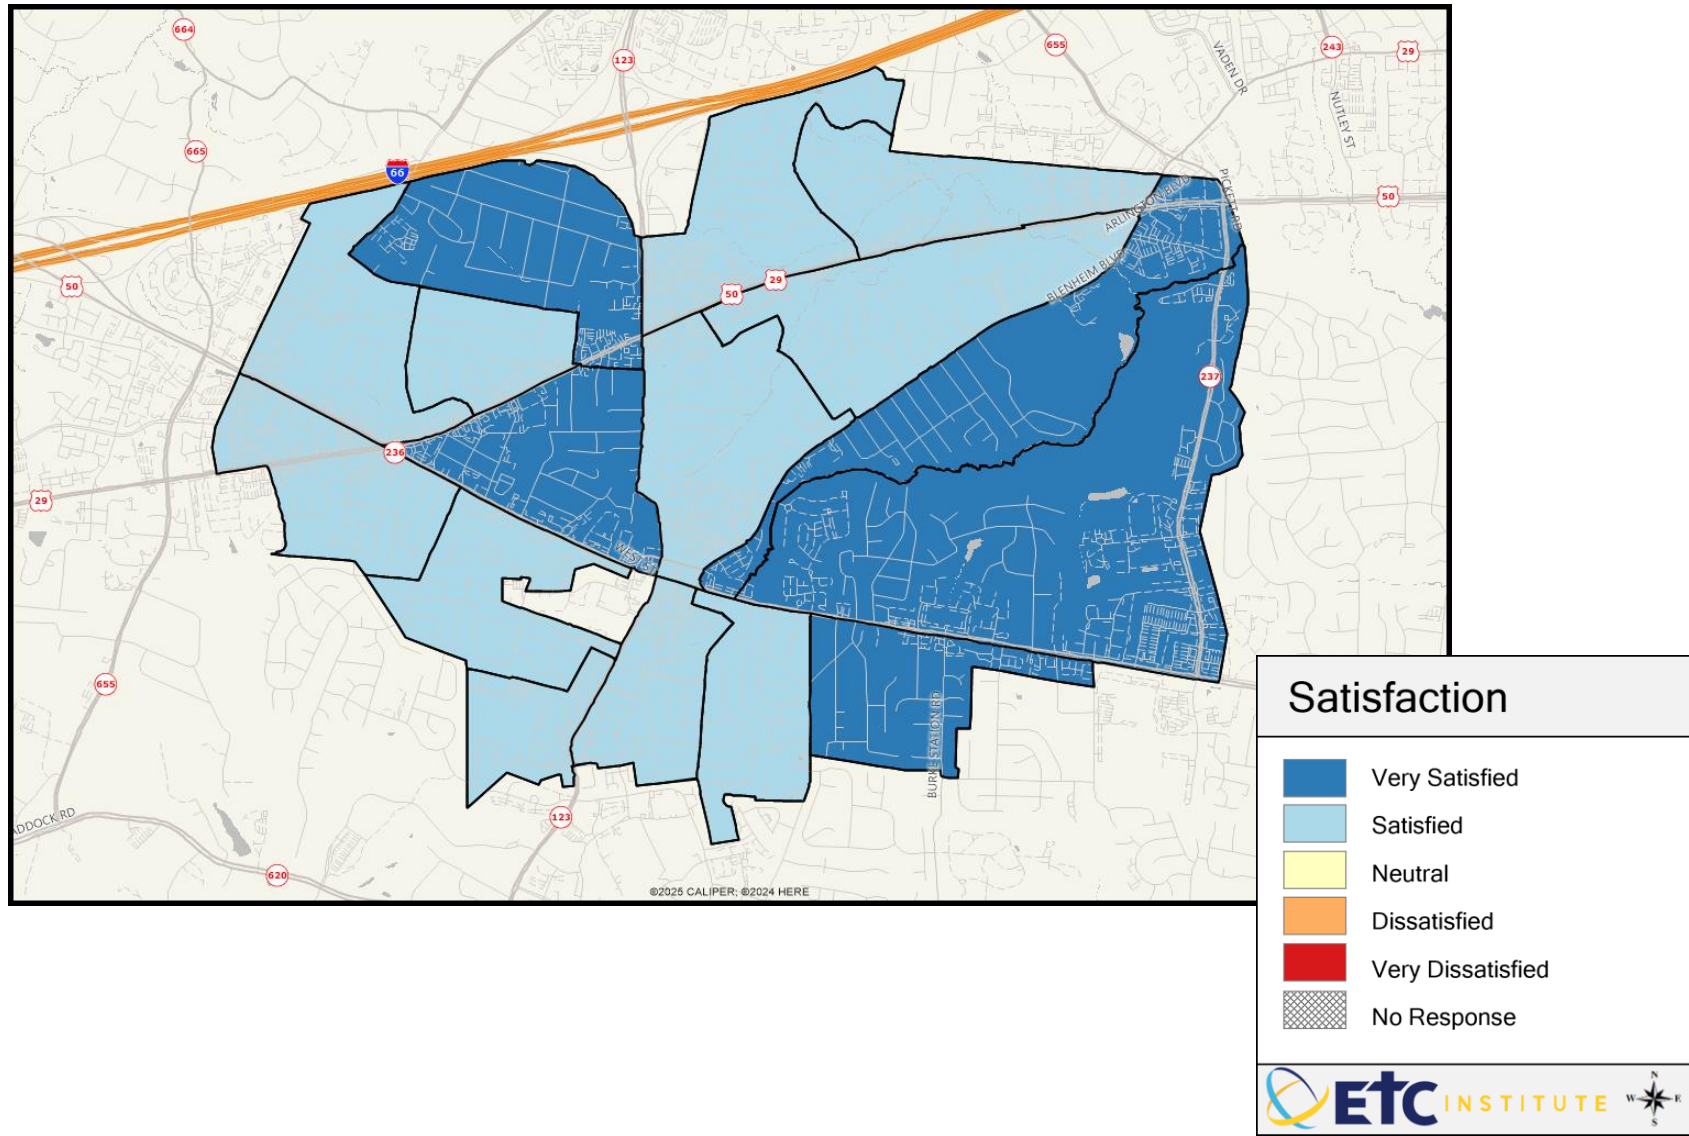 664
123
655
243
29
VADEN DR
NUTLEY ST
665
66
PICKETT RD
50
ARLINGTON BLVD
50
BLENHEIM BLVD
29
50
237
236
29
WEST ST
655
BURKE STATION RD
123
ADDOCK RD
620
©2025 CALIPER; ©2024 HERE
Satisfaction
Very Satisfied
Satisfied
Neutral
Dissatisfied
Very Dissatisfied
No Response
ETC INSTITUTE
N
W E
S